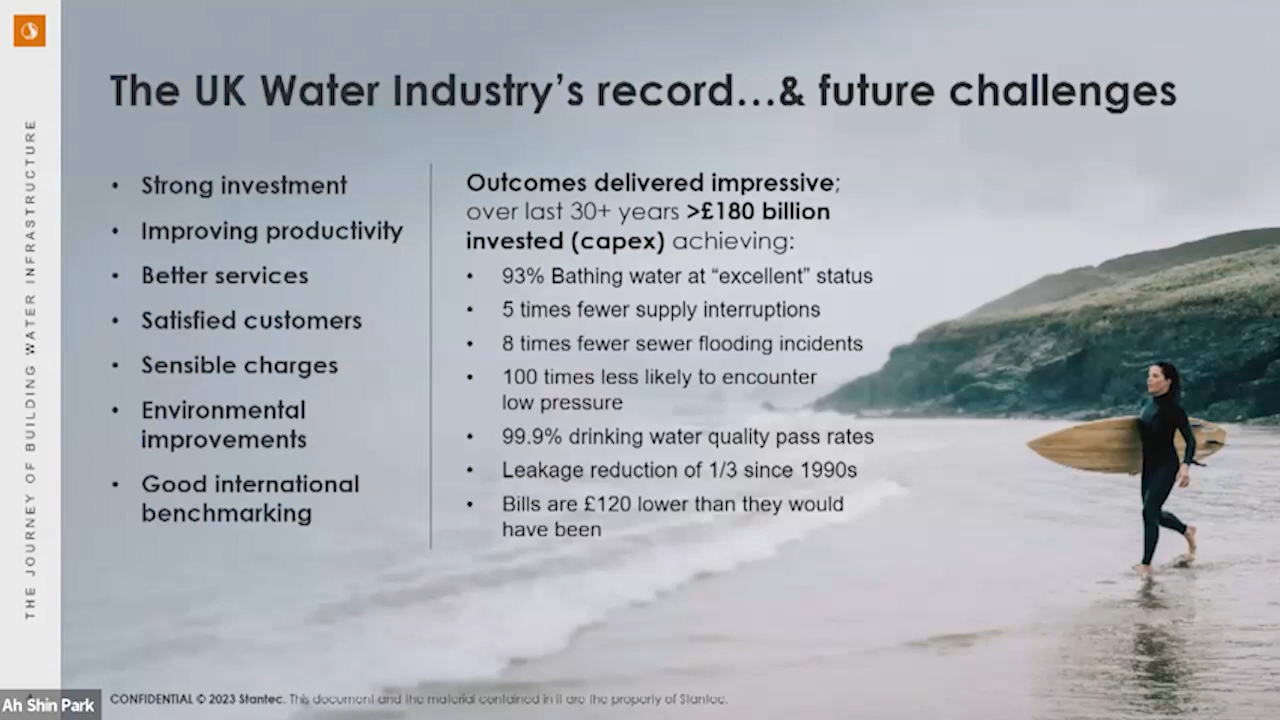 The UK Water Industry's record...& future challenges
THE JOURNEY OF BUILDING WATER INFRASTRUCTURE
• Strong investment
• Improving productivity
• Better services
• Satisfied customers
• Sensible charges
• Environmental
improvements
• Good international
benchmarking
Outcomes delivered impressive;
over last 30+ years >£180 billion
invested (capex) achieving:
• 93% Bathing water at “excellent” status
• 5 times fewer supply interruptions
• 8 times fewer sewer flooding incidents
• 100 times less likely to encounter
low pressure
• 99.9% drinking water quality pass rates
• Leakage reduction of 1/3 since 1990s
• Bills are £120 lower than they would
have been
CONFIDENTIAL © 2023 Stantec. This document and the material contained in it are the property of Stantec.
Ah Shin Park